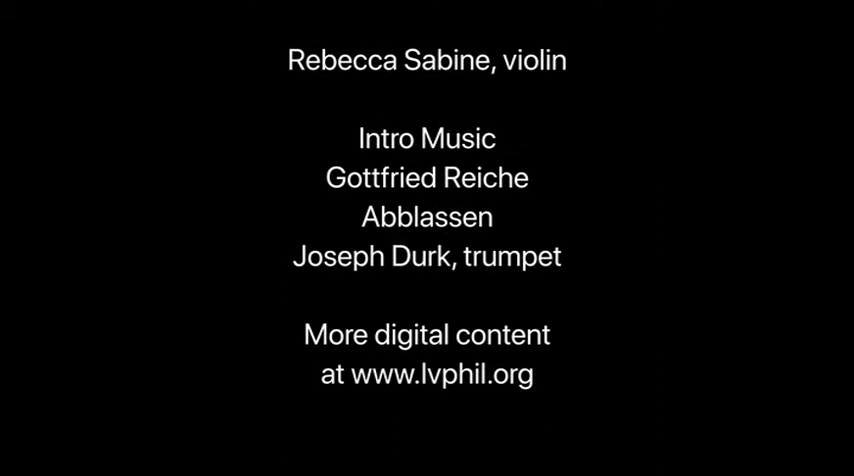 Rebecca Sabine, violin
Intro Music
Gottfried Reiche
Abblassen
Joseph Durk, trumpet
More digital content
at www.lvphil.org